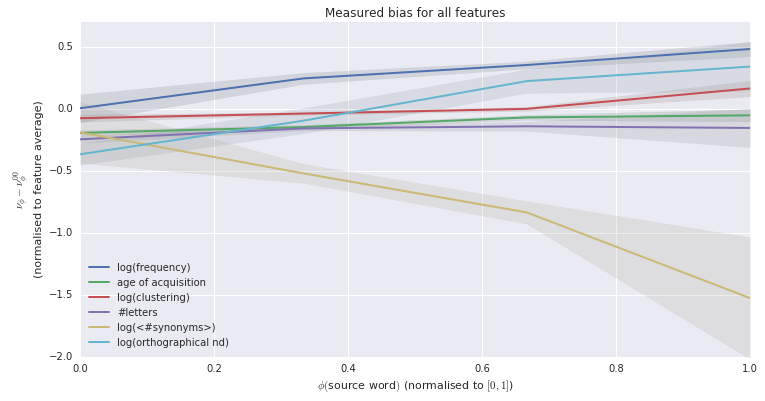 Measured bias for all features
0.5
0.0
−0.5
−1.0
−1.5
−2.0
ν_ϕ − ν_ϕ^00
(normalised to feature average)
log(frequency)
age of acquisition
log(clustering)
#letters
log(<#synonyms>)
log(orthographical nd)
0.0 0.2 0.4 0.6 0.8 1.0
ϕ(source word) (normalised to [0, 1])